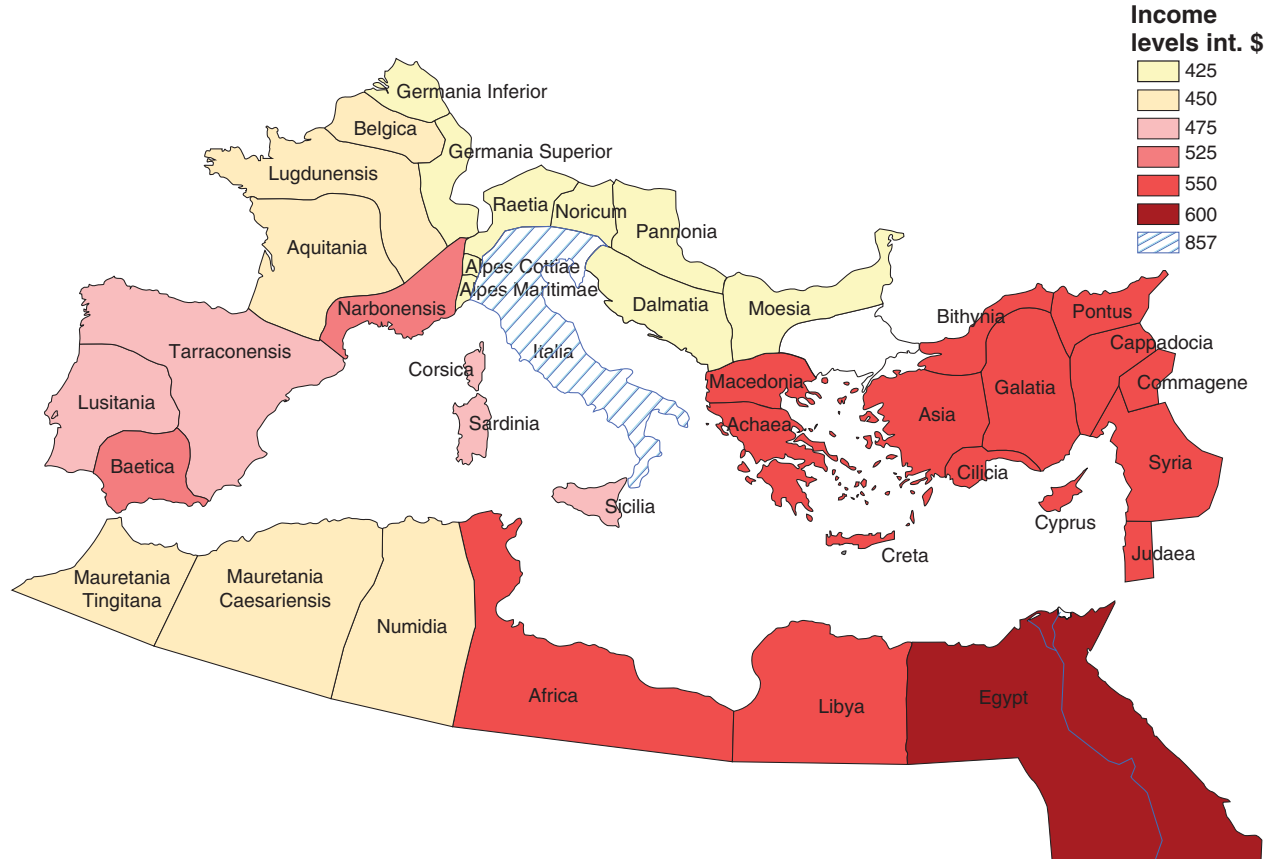 Income
levels int. $
425
450
475
525
550
600
857
Germania Inferior
Belgica
Germania Superior
Lugdunensis
Raetia
Noricum
Pannonia
Aquitania
Alpes Cottiae
Alpes Maritimae
Narbonensis
Dalmatia
Moesia
Bithynia
Pontus
Cappadocia
Tarraconensis
Italia
Corsica
Macedonia
Galatia
Commagene
Lusitania
Sardinia
Achaea
Asia
Baetica
Cilicia
Syria
Sicilia
Cyprus
Creta
Judaea
Mauretania
Tingitana
Mauretania
Caesariensis
Numidia
Africa
Libya
Egypt